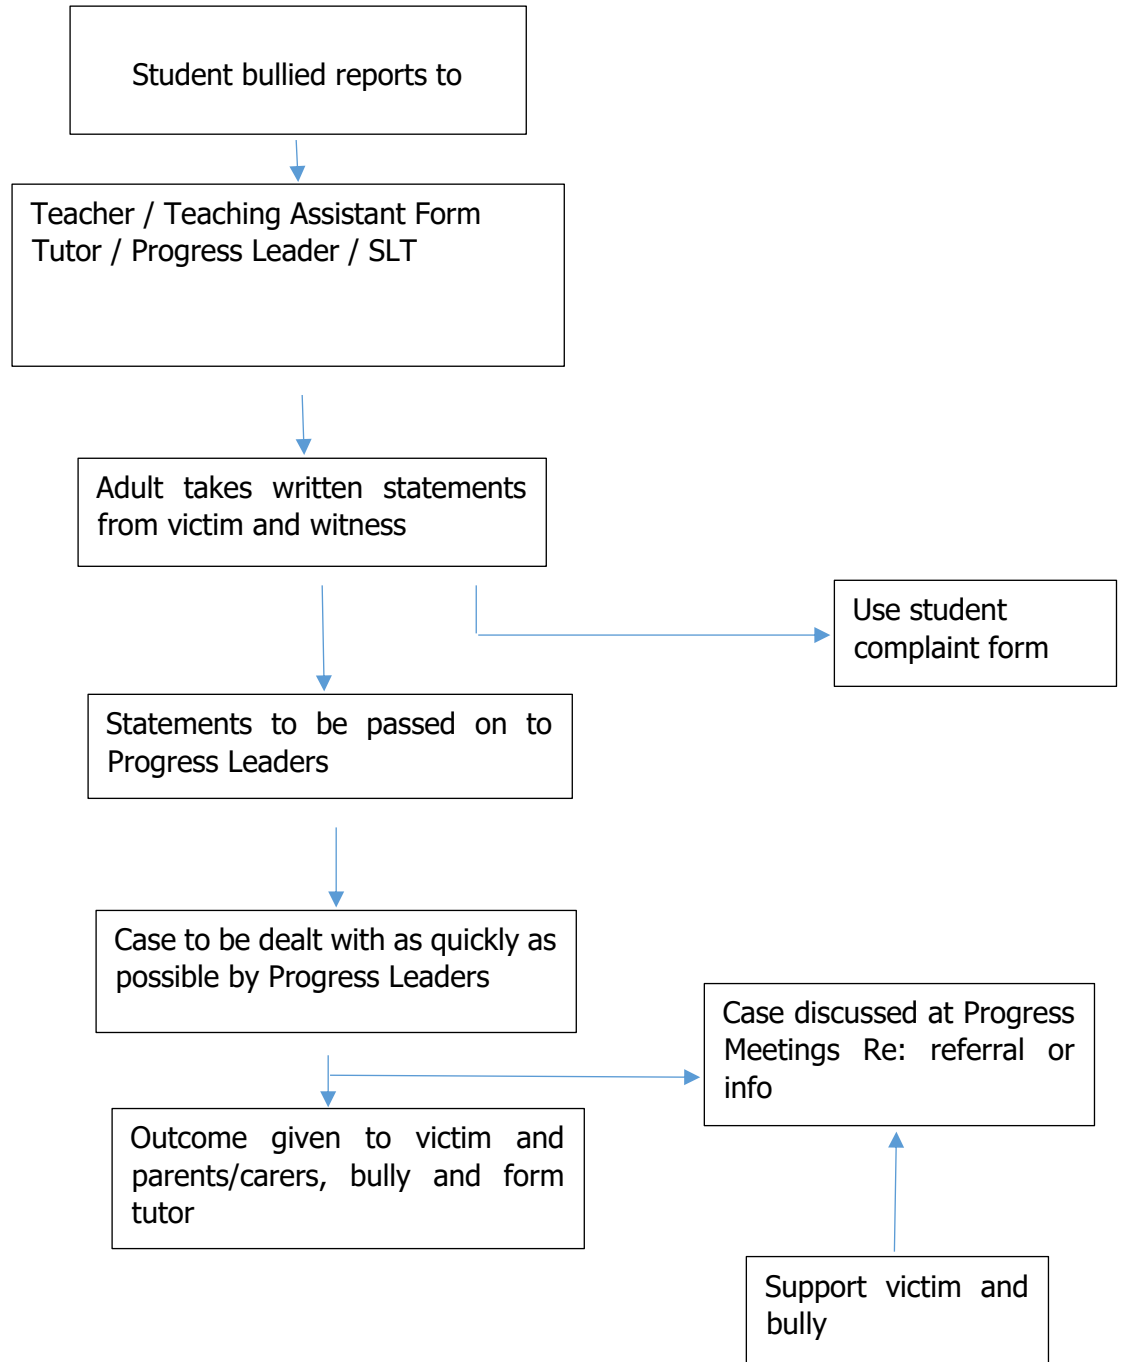 Student bullied reports to
Teacher / Teaching Assistant Form
Tutor / Progress Leader / SLT
Adult takes written statements
from victim and witness
Use student
complaint form
Statements to be passed on to
Progress Leaders
Case to be dealt with as quickly as
possible by Progress Leaders
Case discussed at Progress
Meetings Re: referral or
info
Outcome given to victim and
parents/carers, bully and form
tutor
Support victim and
bully